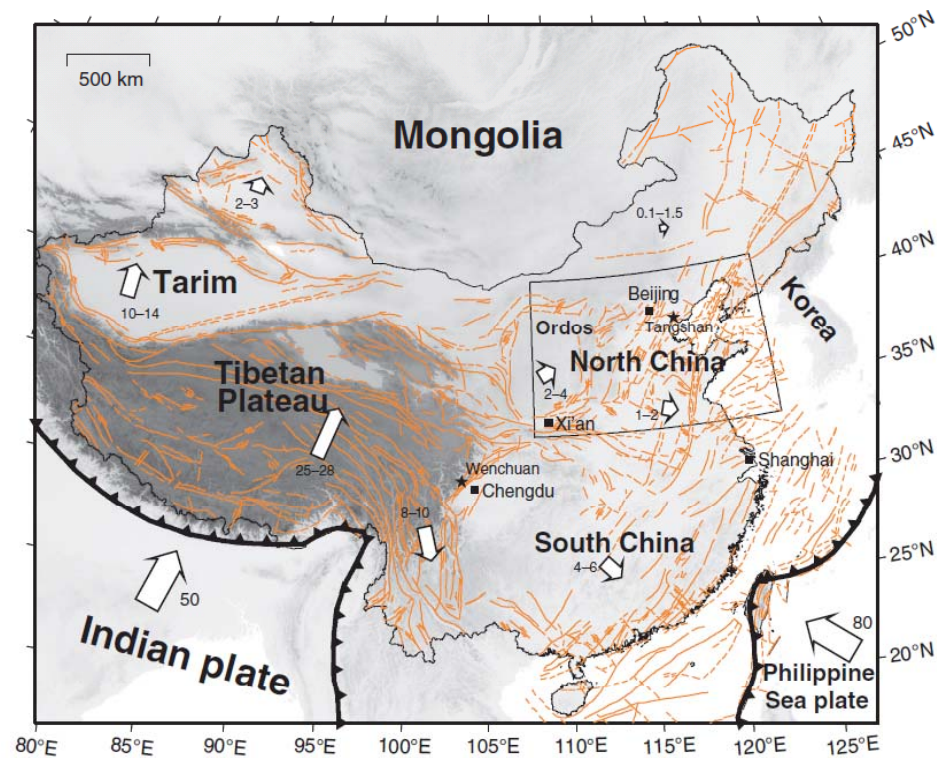 50°N
500 km
Mongolia
45°N
2–3
0.1–1.5
40°N
Tarim
10–14
Beijing
Tangshan
Korea
Ordos
North China
35°N
Tibetan
Plateau
2–4
1–2
Xi'an
25–28
30°N
Wenchuan
Shanghai
Chengdu
8–10
South China
4–6
25°N
50
80
Indian plate
20°N
Philippine
Sea plate
80°E 85°E 90°E 95°E 100°E 105°E 110°E 115°E 120°E 125°E